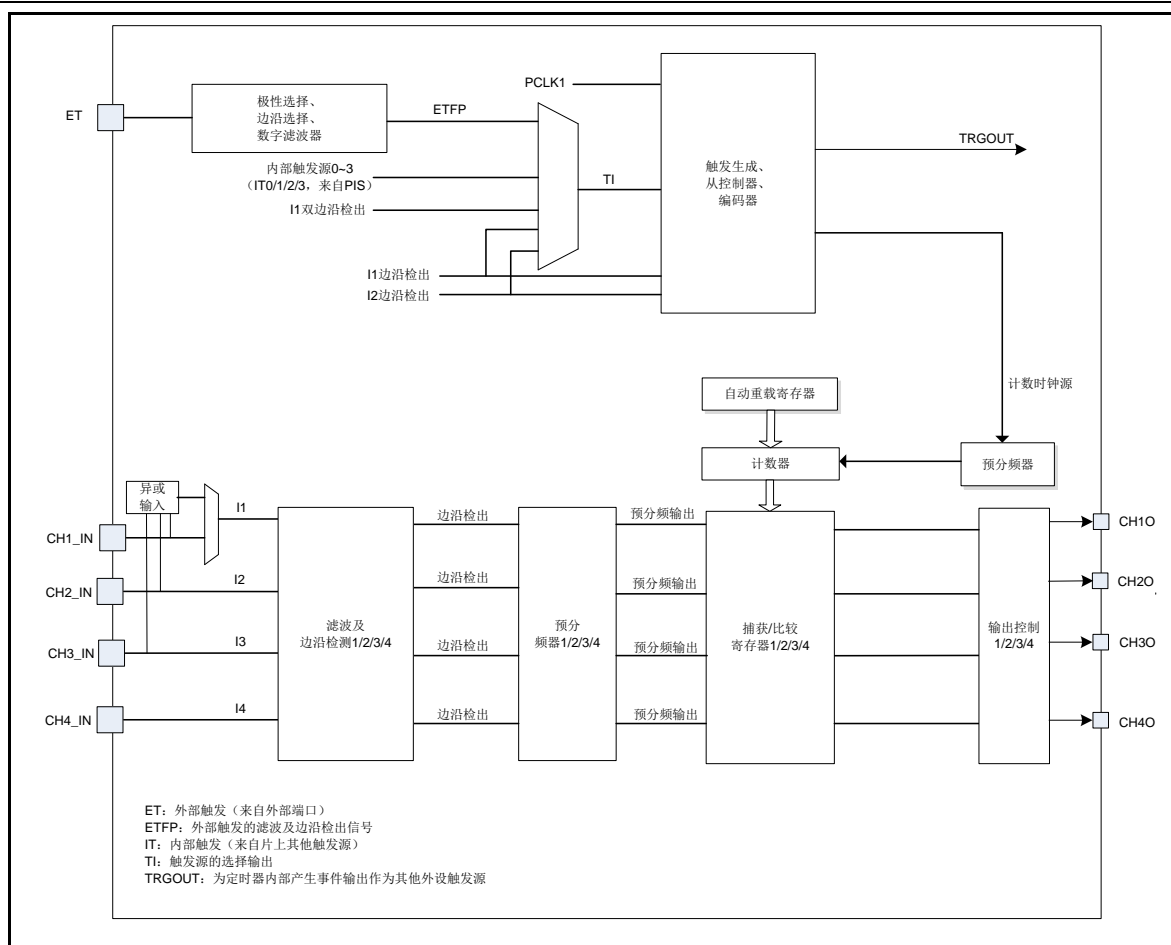 PCLK1
ET
极性选择、
边沿选择、
数字滤波器
ETFP
TRGOUT
内部触发源0~3
（IT0/1/2/3，来自PIS）
TI
触发生成、
从控制器、
编码器
I1双边沿检出
I1边沿检出
I2边沿检出
自动重载寄存器
计数时钟源
计数器
预分频器
异或
输入
I1
边沿检出
预分频输出
CH1_IN
CH1O
I2
边沿检出
预分频输出
CH2_IN
CH2O
滤波及
边沿检测1/2/3/4
预分
频器1/2/3/4
捕获/比较
寄存器1/2/3/4
输出控制
1/2/3/4
I3
边沿检出
预分频输出
CH3_IN
CH3O
I4
边沿检出
预分频输出
CH4_IN
CH4O
ET：外部触发（来自外部端口）
ETFP：外部触发的滤波及边沿检出信号
IT：内部触发（来自片上其他触发源）
TI：触发源的选择输出
TRGOUT：为定时器内部产生事件输出作为其他外设触发源